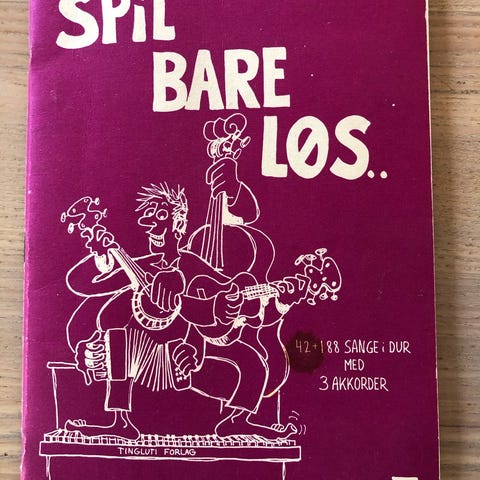 SPiL
BARE
LØS..
42+188 SANGE i DUR
MED
3 AKKORDER
TINGLUTI FORLAG